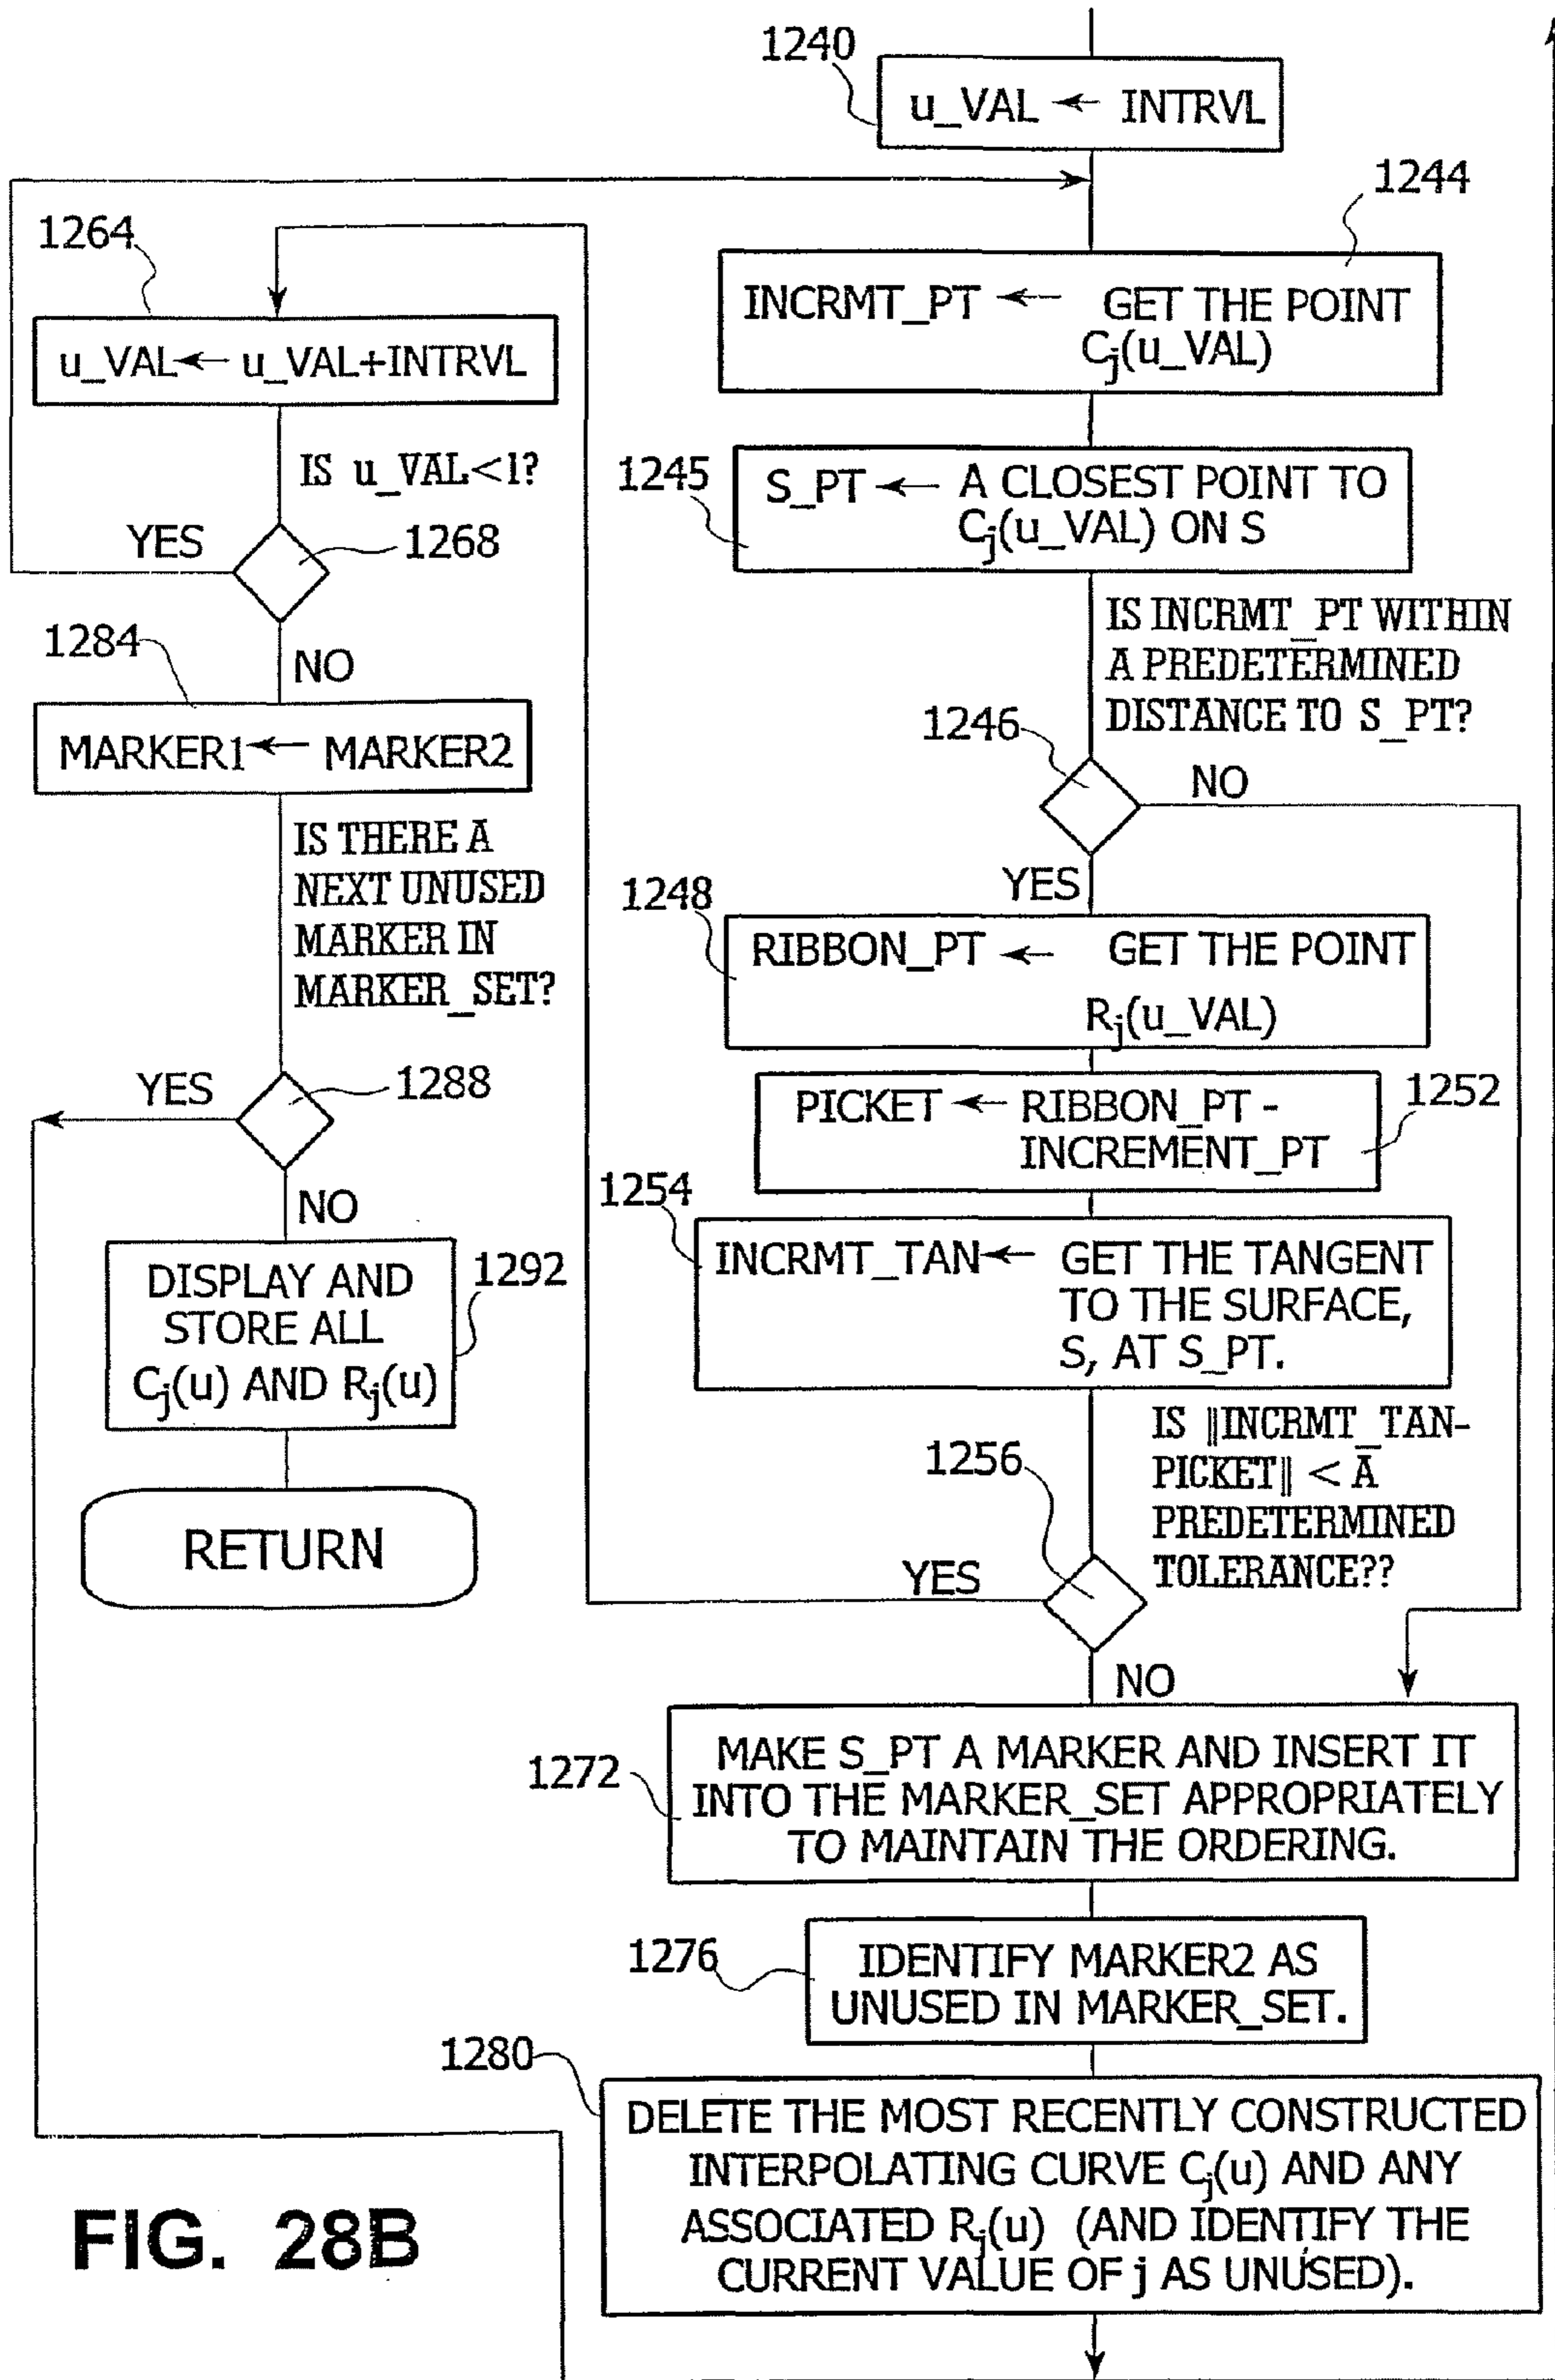 1240
u_VAL ← INTRVL
1244
INCRMT_PT ← GET THE POINT
Cj(u_VAL)
1245
S_PT ← A CLOSEST POINT TO
Cj(u_VAL) ON S
IS INCRMT_PT WITHIN
A PREDETERMINED
DISTANCE TO S_PT?
1246
NO
YES
1248
RIBBON_PT ← GET THE POINT
Rj(u_VAL)
PICKET ← RIBBON_PT -
INCREMENT_PT
1252
1254
INCRMT_TAN ← GET THE TANGENT
TO THE SURFACE,
S, AT S_PT.
IS ‖INCRMT_TAN-
PICKET‖ < A
PREDETERMINED
TOLERANCE??
1256
YES
NO
1272
MAKE S_PT A MARKER AND INSERT IT
INTO THE MARKER_SET APPROPRIATELY
TO MAINTAIN THE ORDERING.
1276
IDENTIFY MARKER2 AS
UNUSED IN MARKER_SET.
1280
DELETE THE MOST RECENTLY CONSTRUCTED
INTERPOLATING CURVE Cj(u) AND ANY
ASSOCIATED Rj(u) (AND IDENTIFY THE
CURRENT VALUE OF j AS UNUSED).
1264
u_VAL ← u_VAL+INTRVL
IS u_VAL<1?
YES
1268
NO
1284
MARKER1 ← MARKER2
IS THERE A
NEXT UNUSED
MARKER IN
MARKER_SET?
YES
1288
NO
DISPLAY AND
STORE ALL
Cj(u) AND Rj(u)
1292
RETURN
FIG. 28B